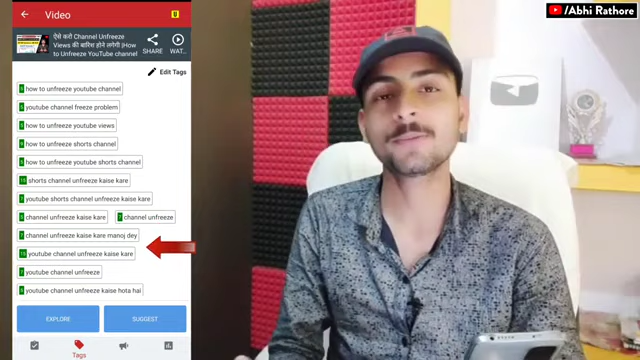 Video
/Abhi Rathore
ऐसे करो Channel Unfreeze
Views की बारिश होने लगेगी |How
to Unfreeze YouTube channel
SHARE
WAT...
Edit Tags
how to unfreeze youtube channel
youtube channel freeze problem
how to unfreeze youtube views
how to unfreeze shorts channel
how to unfreeze youtube shorts channel
shorts channel unfreeze kaise kare
youtube shorts channel unfreeze kaise kare
channel unfreeze kaise kare
channel unfreeze
channel unfreeze kaise kare manoj dey
youtube channel unfreeze kaise kare
youtube channel unfreeze
youtube channel unfreeze kaise hota hai
EXPLORE
SUGGEST
Tags